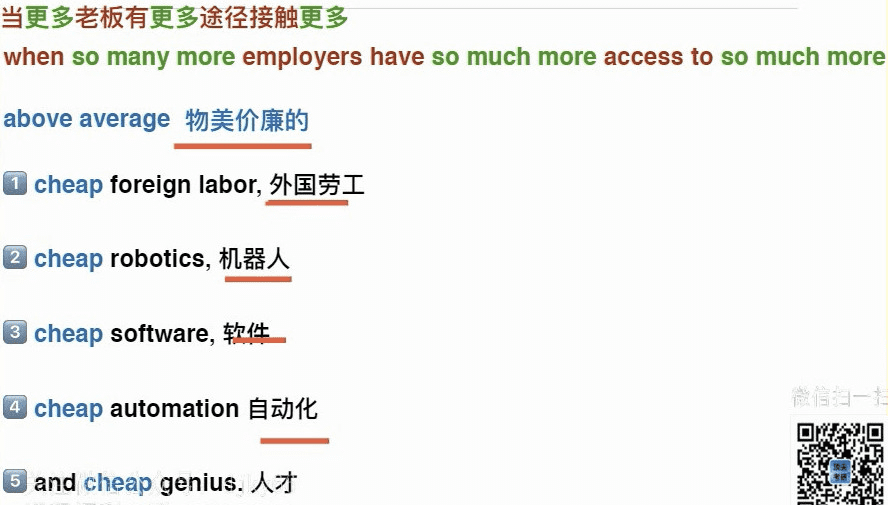 当更多老板有更多途径接触更多
when so many more employers have so much more access to so much more
above average 物美价廉的
1 cheap foreign labor, 外国劳工
2 cheap robotics, 机器人
3 cheap software, 软件
4 cheap automation 自动化
微信扫一扫
5 and cheap genius. 人才